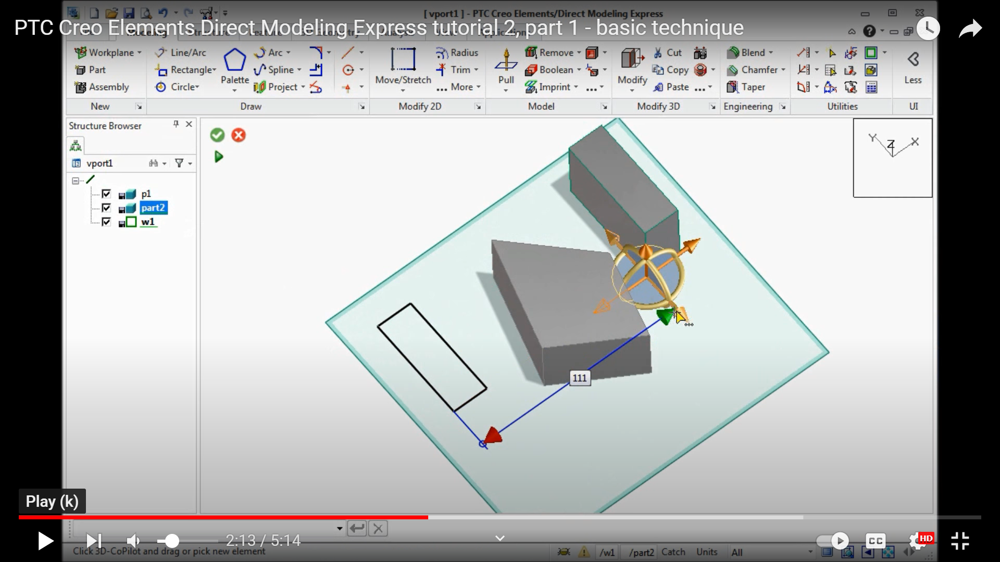 [ vport1 ] - PTC Creo Elements/Direct Modeling Express
PTC Creo Elements Direct Modeling Express tutorial 2, part 1 - basic technique
Workplane
Part
Assembly
New
Line/Arc
Rectangle
Circle
Palette
Arc
Spline
Project
Draw
Move/Stretch
Radius
Trim
... More
Modify 2D
Pull
Remove
Boolean
Imprint
...
Model
Modify
Cut
Copy
Paste
...
Modify 3D
Blend
Chamfer
Taper
Engineering
Utilities
Less
UI
Structure Browser
vport1
p1
part2
w1
Y Z X
111
Play (k)
2:13 / 5:14
CC
HD
Click 3D-CoPilot and drag or pick new element
/w1 /part2 Catch Units All